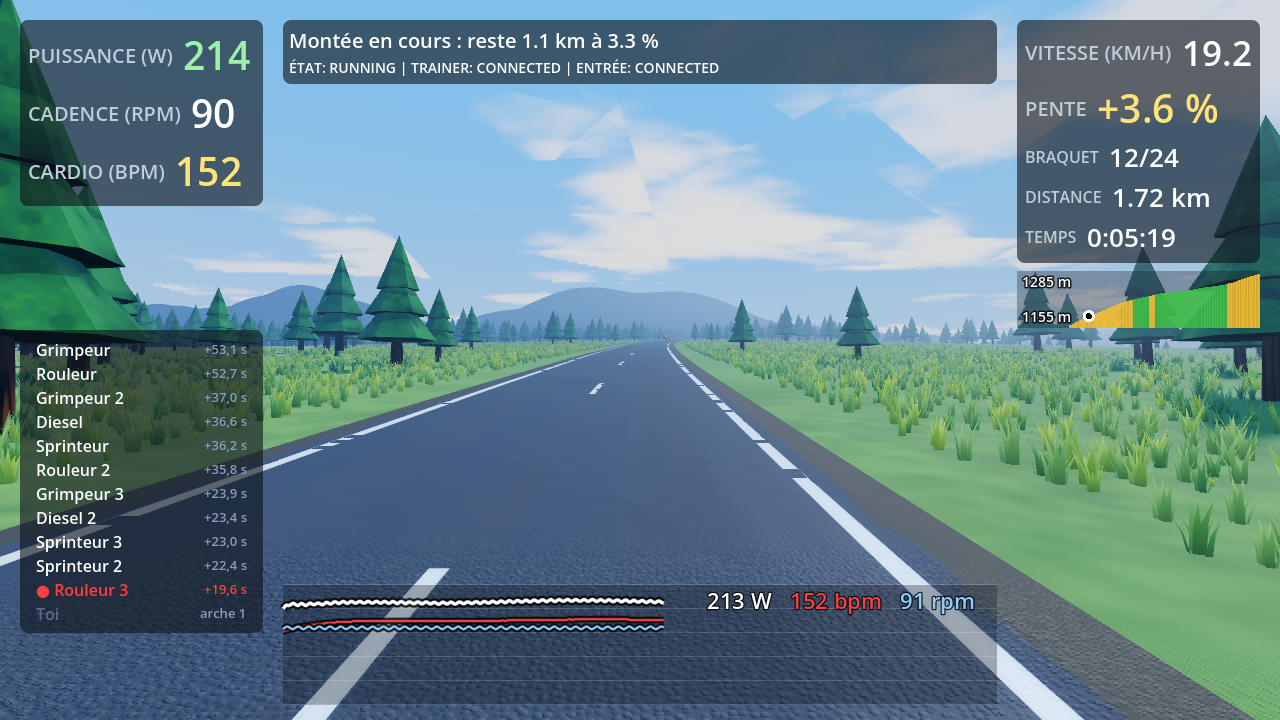 PUISSANCE (W) 214
CADENCE (RPM) 90
CARDIO (BPM) 152
Montée en cours : reste 1.1 km à 3.3 %
ÉTAT: RUNNING | TRAINER: CONNECTED | ENTRÉE: CONNECTED
VITESSE (KM/H) 19.2
PENTE +3.6 %
BRAQUET 12/24
DISTANCE 1.72 km
TEMPS 0:05:19
1285 m
1155 m
Grimpeur +53,1 s
Rouleur +52,7 s
Grimpeur 2 +37,0 s
Diesel +36,6 s
Sprinteur +36,2 s
Rouleur 2 +35,8 s
Grimpeur 3 +23,9 s
Diesel 2 +23,4 s
Sprinteur 3 +23,0 s
Sprinteur 2 +22,4 s
Rouleur 3 +19,6 s
Toi arche 1
213 W 152 bpm 91 rpm